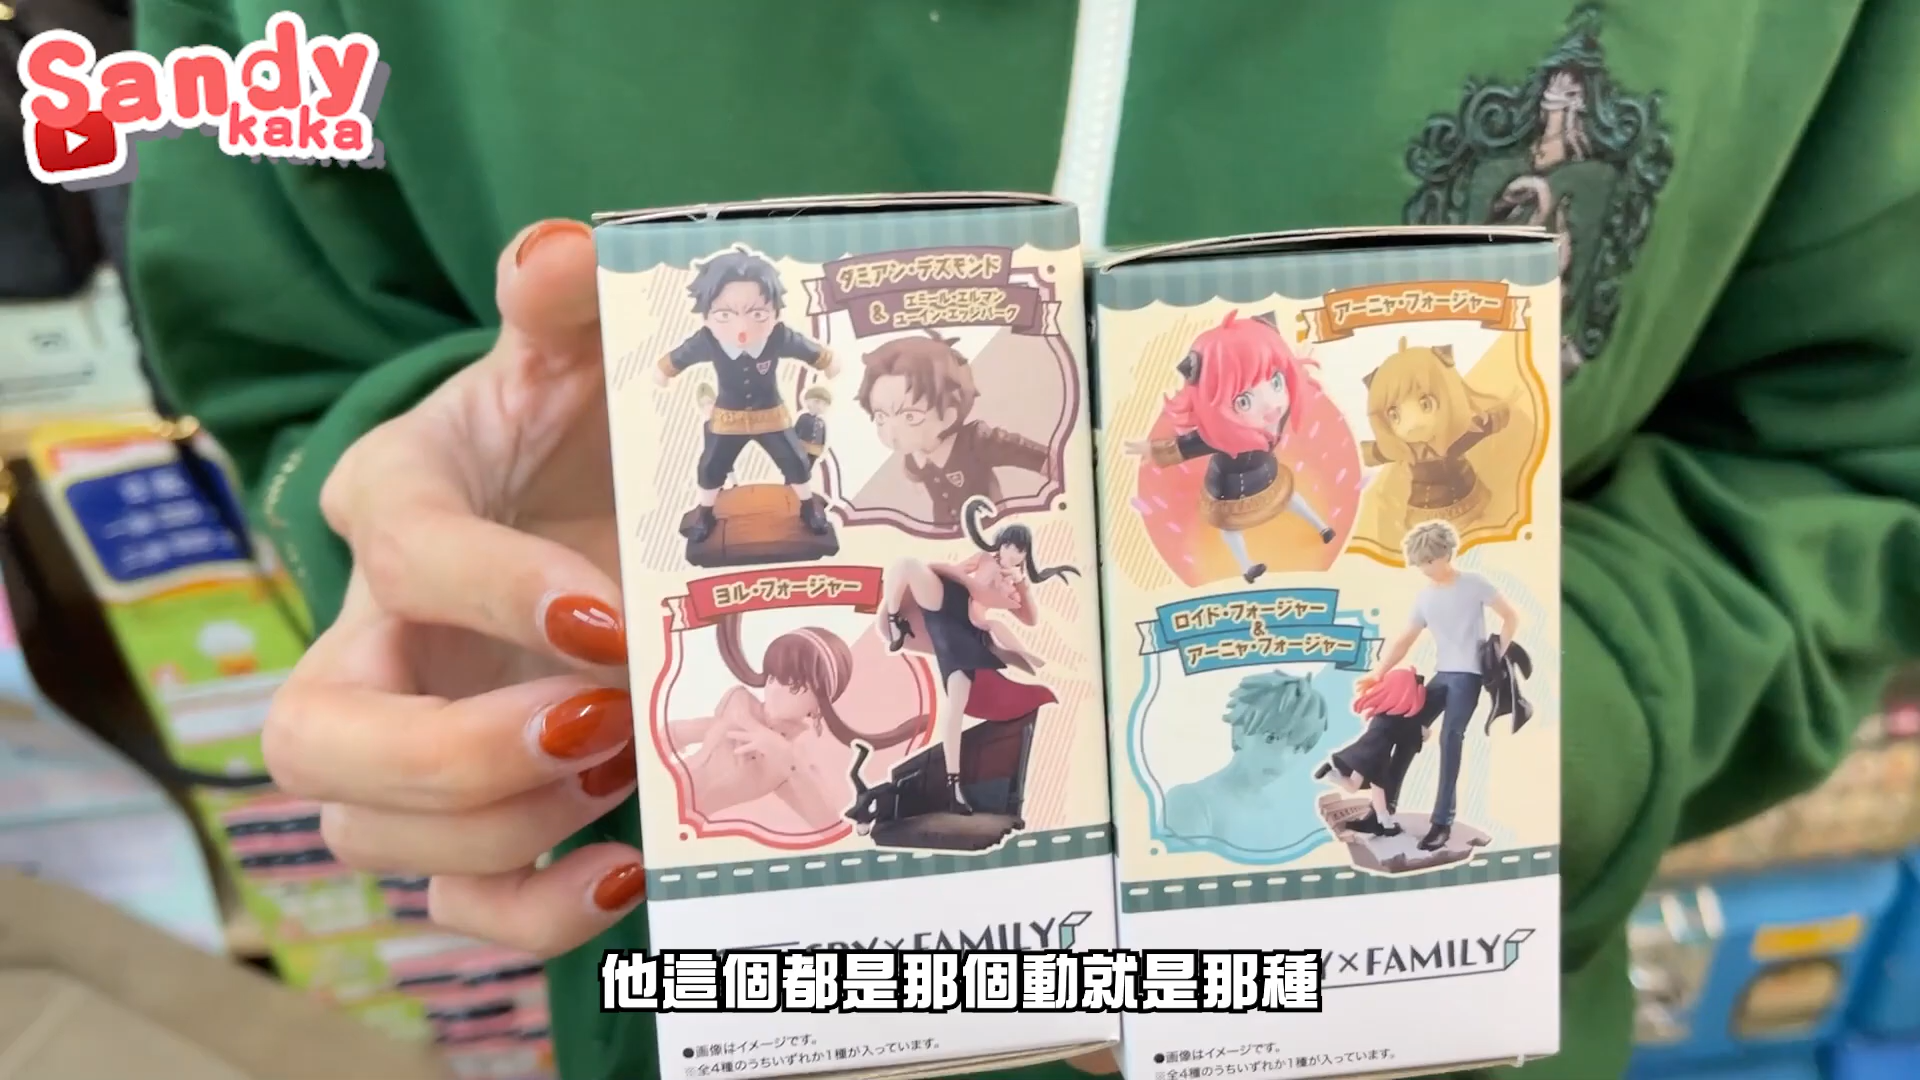 Sandy
kaka
ダミアン・デズモンド
& エミール・エルマン
ユーイン・エッジバーグ
ヨル・フォージャー
SPY×FAMILY
●画像はイメージです。
※全4種のうちいずれか1種が入っています。
アーニャ・フォージャー
ロイド・フォージャー
&
アーニャ・フォージャー
Y×FAMILY
●画像はイメージです。
※全4種のうちいずれか1種が入っています。
他這個都是那個動就是那種